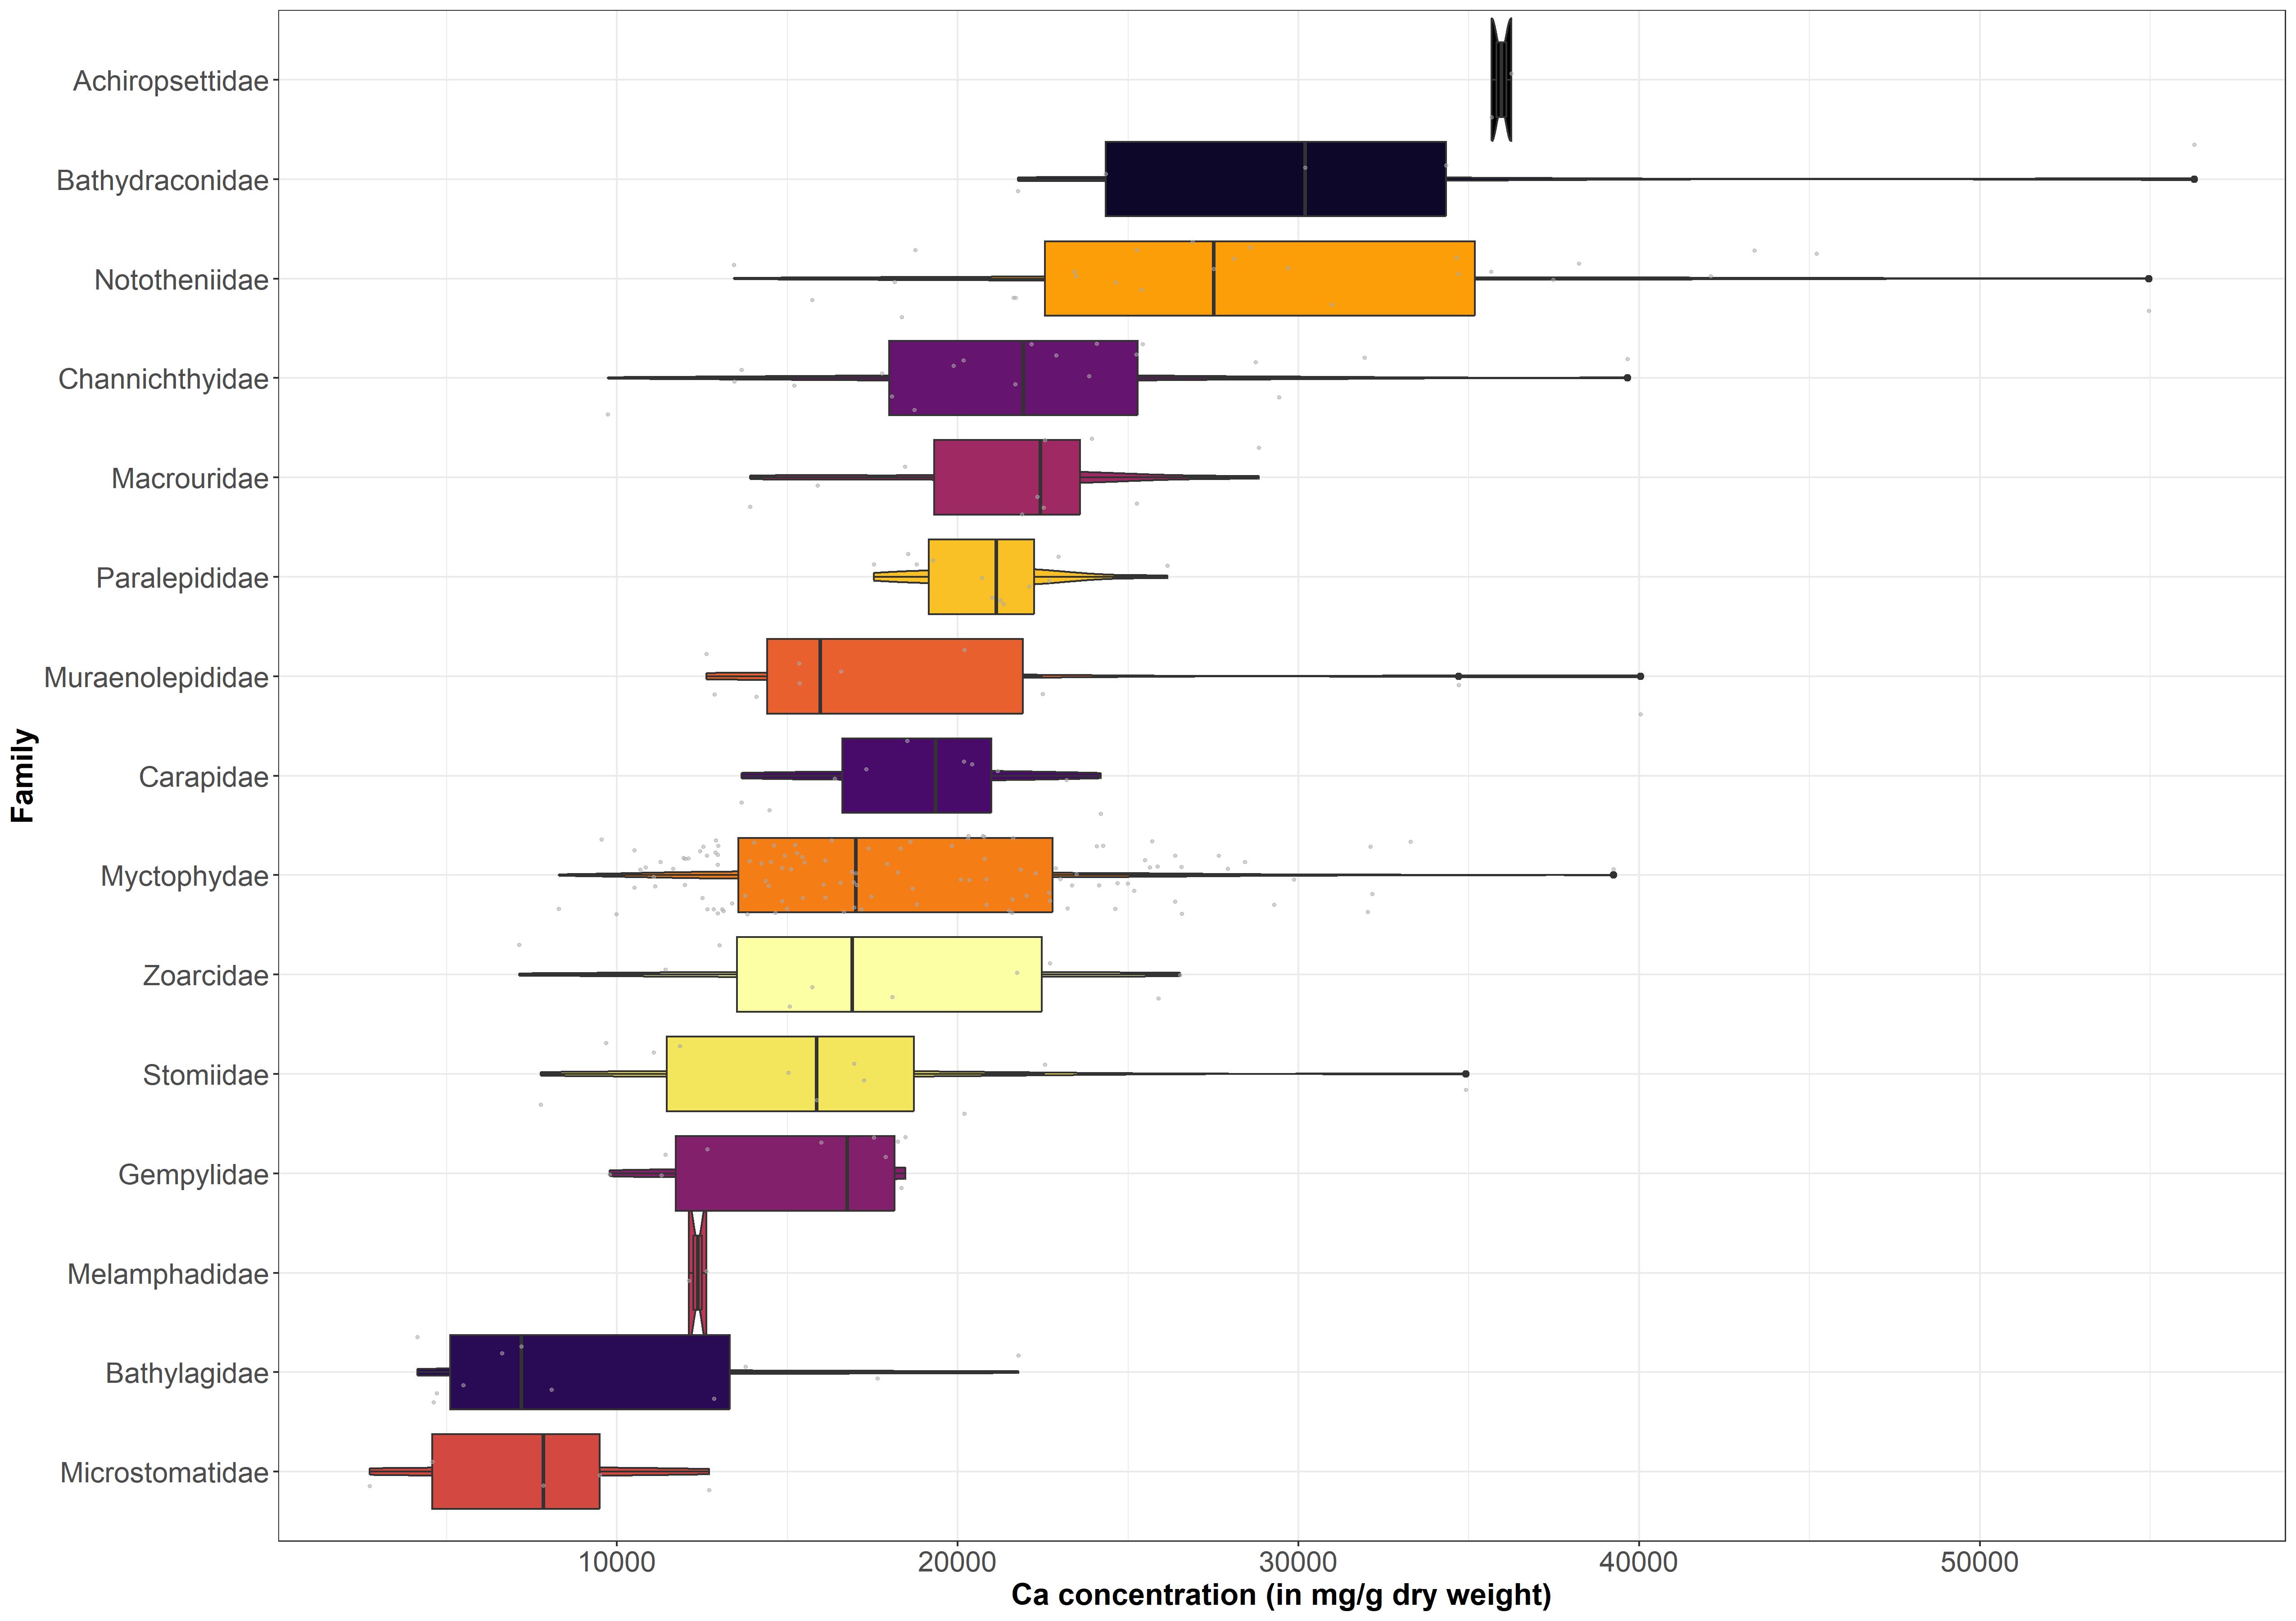 Achiropsettidae
Bathydraconidae
Nototheniidae
Channichthyidae
Macrouridae
Paralepididae
Muraenolepididae
Carapidae
Myctophydae
Zoarcidae
Stomiidae
Gempylidae
Melamphadidae
Bathylagidae
Microstomatidae
Family
10000 20000 30000 40000 50000
Ca concentration (in mg/g dry weight)